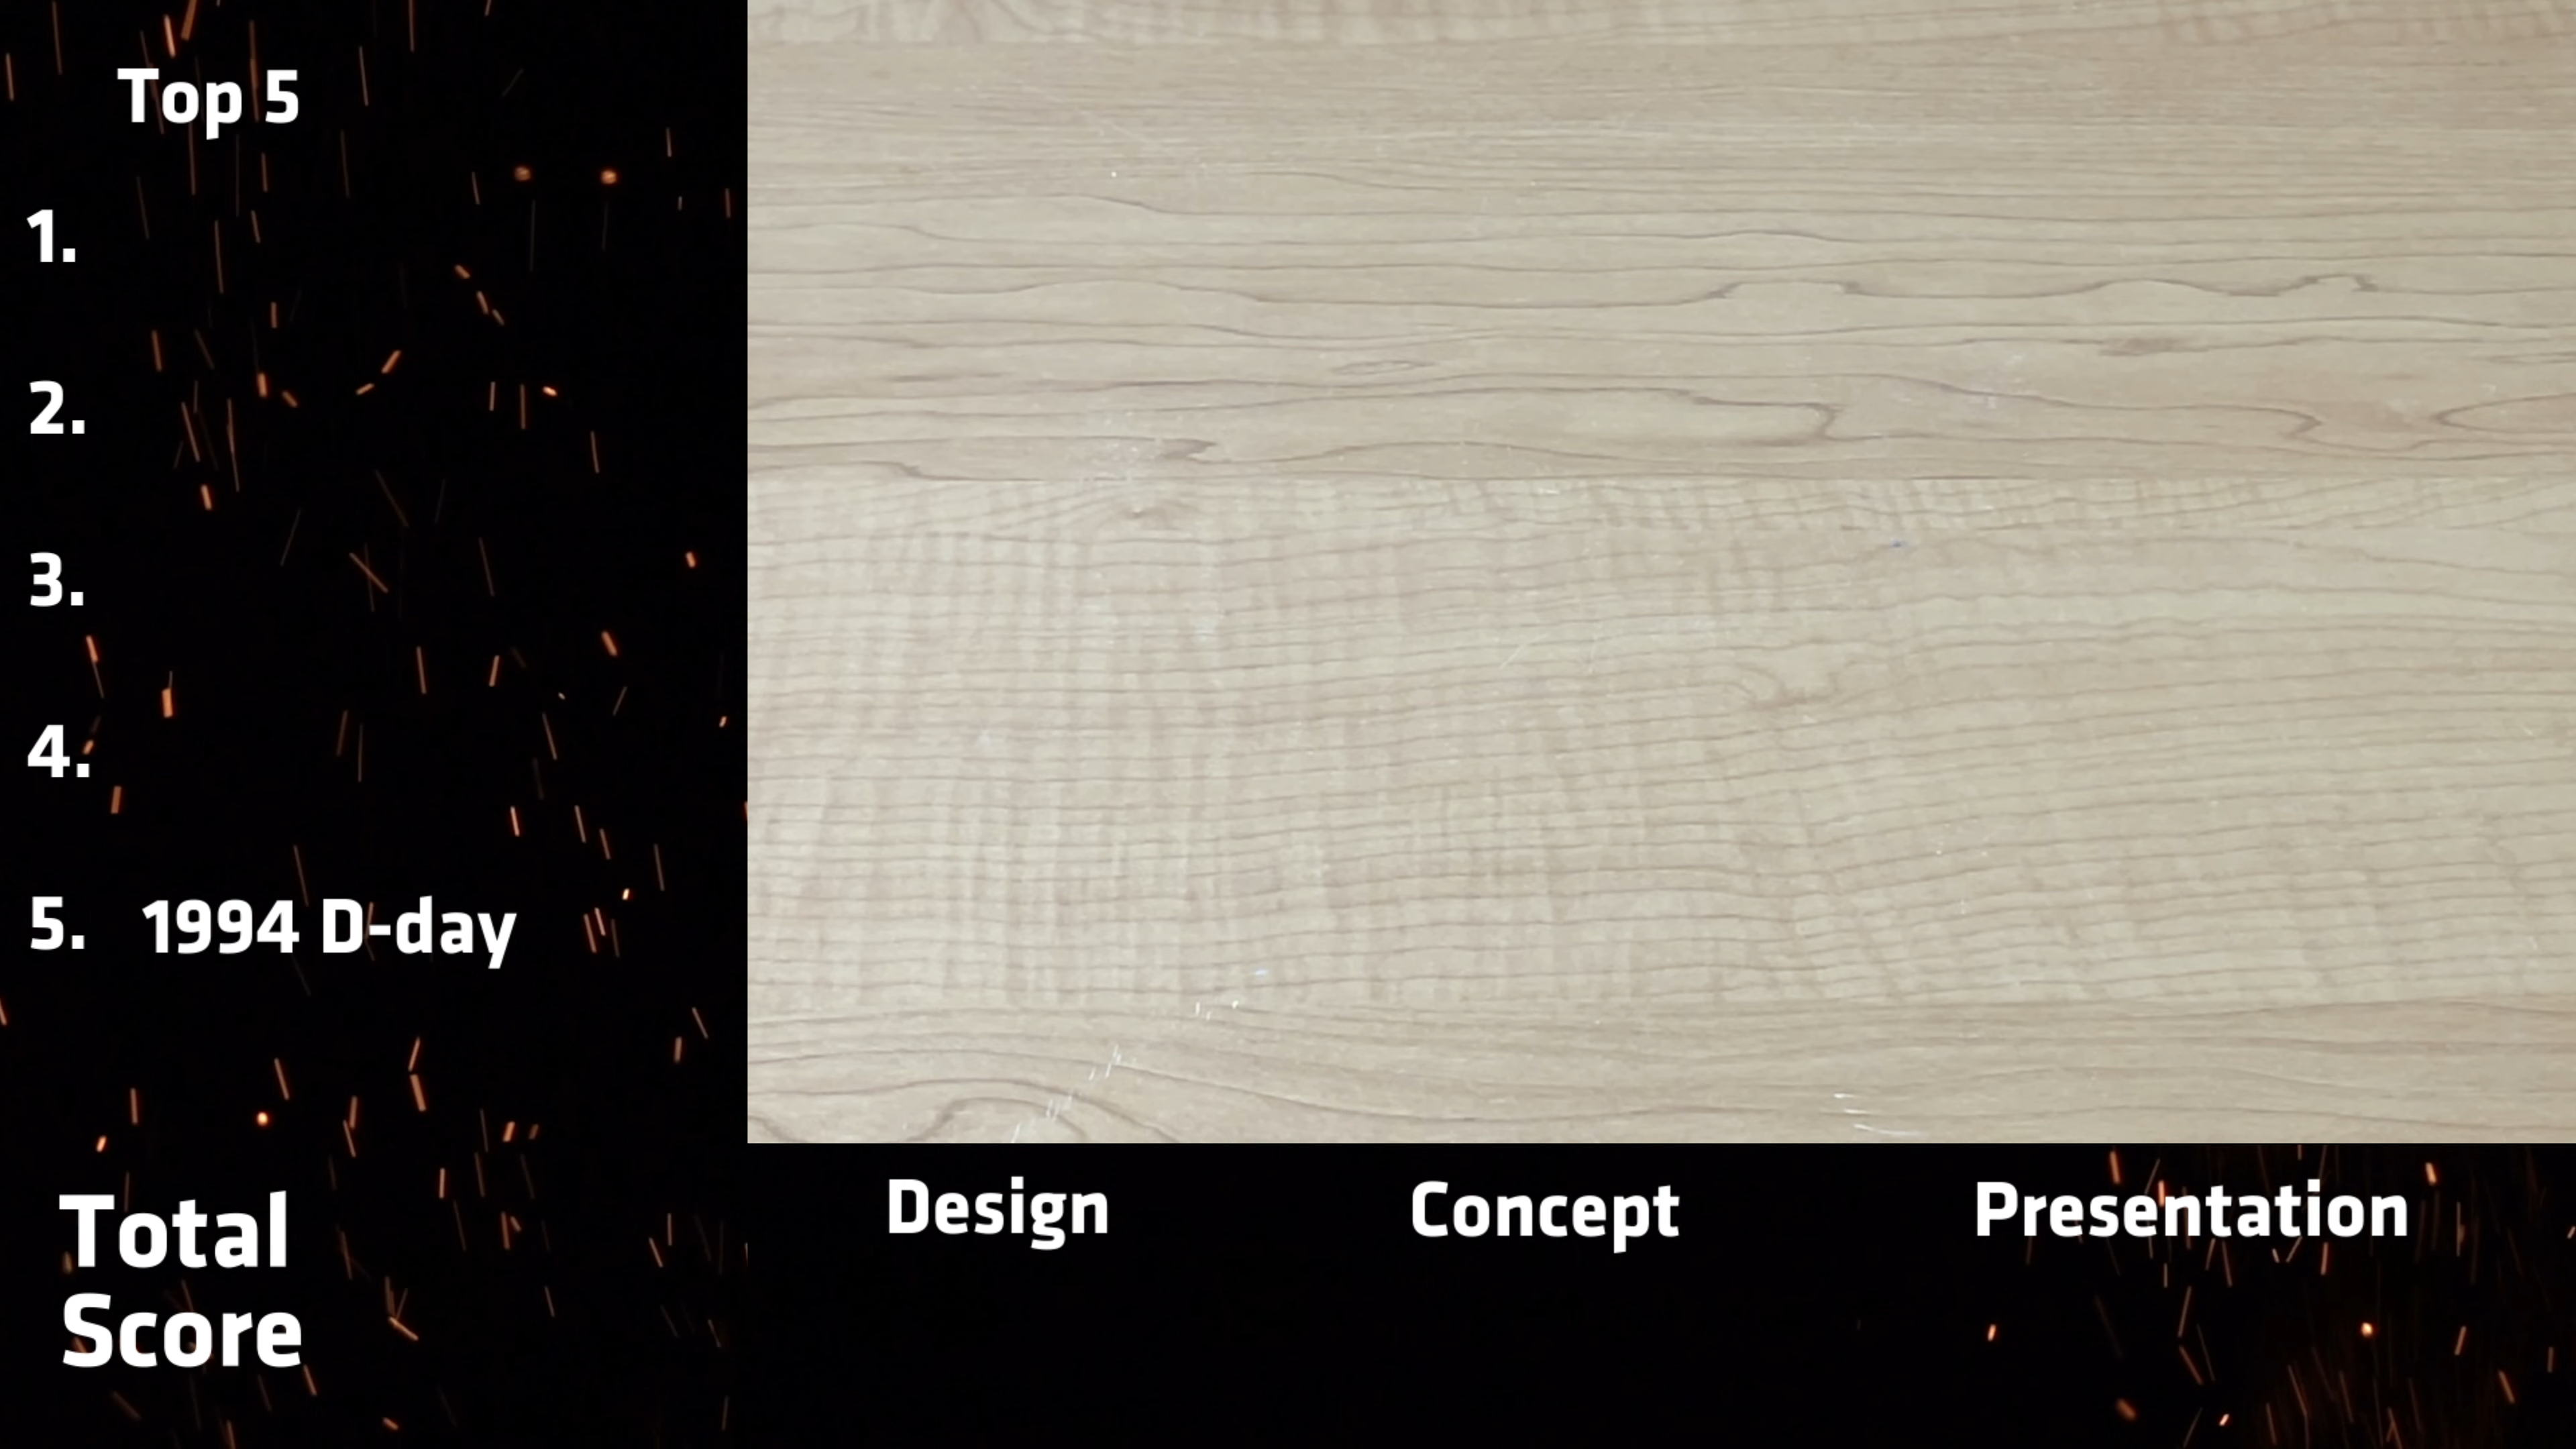 Top 5
1.
2.
3.
4.
5. 1994 D-day
Total
Score
Design
Concept
Presentation